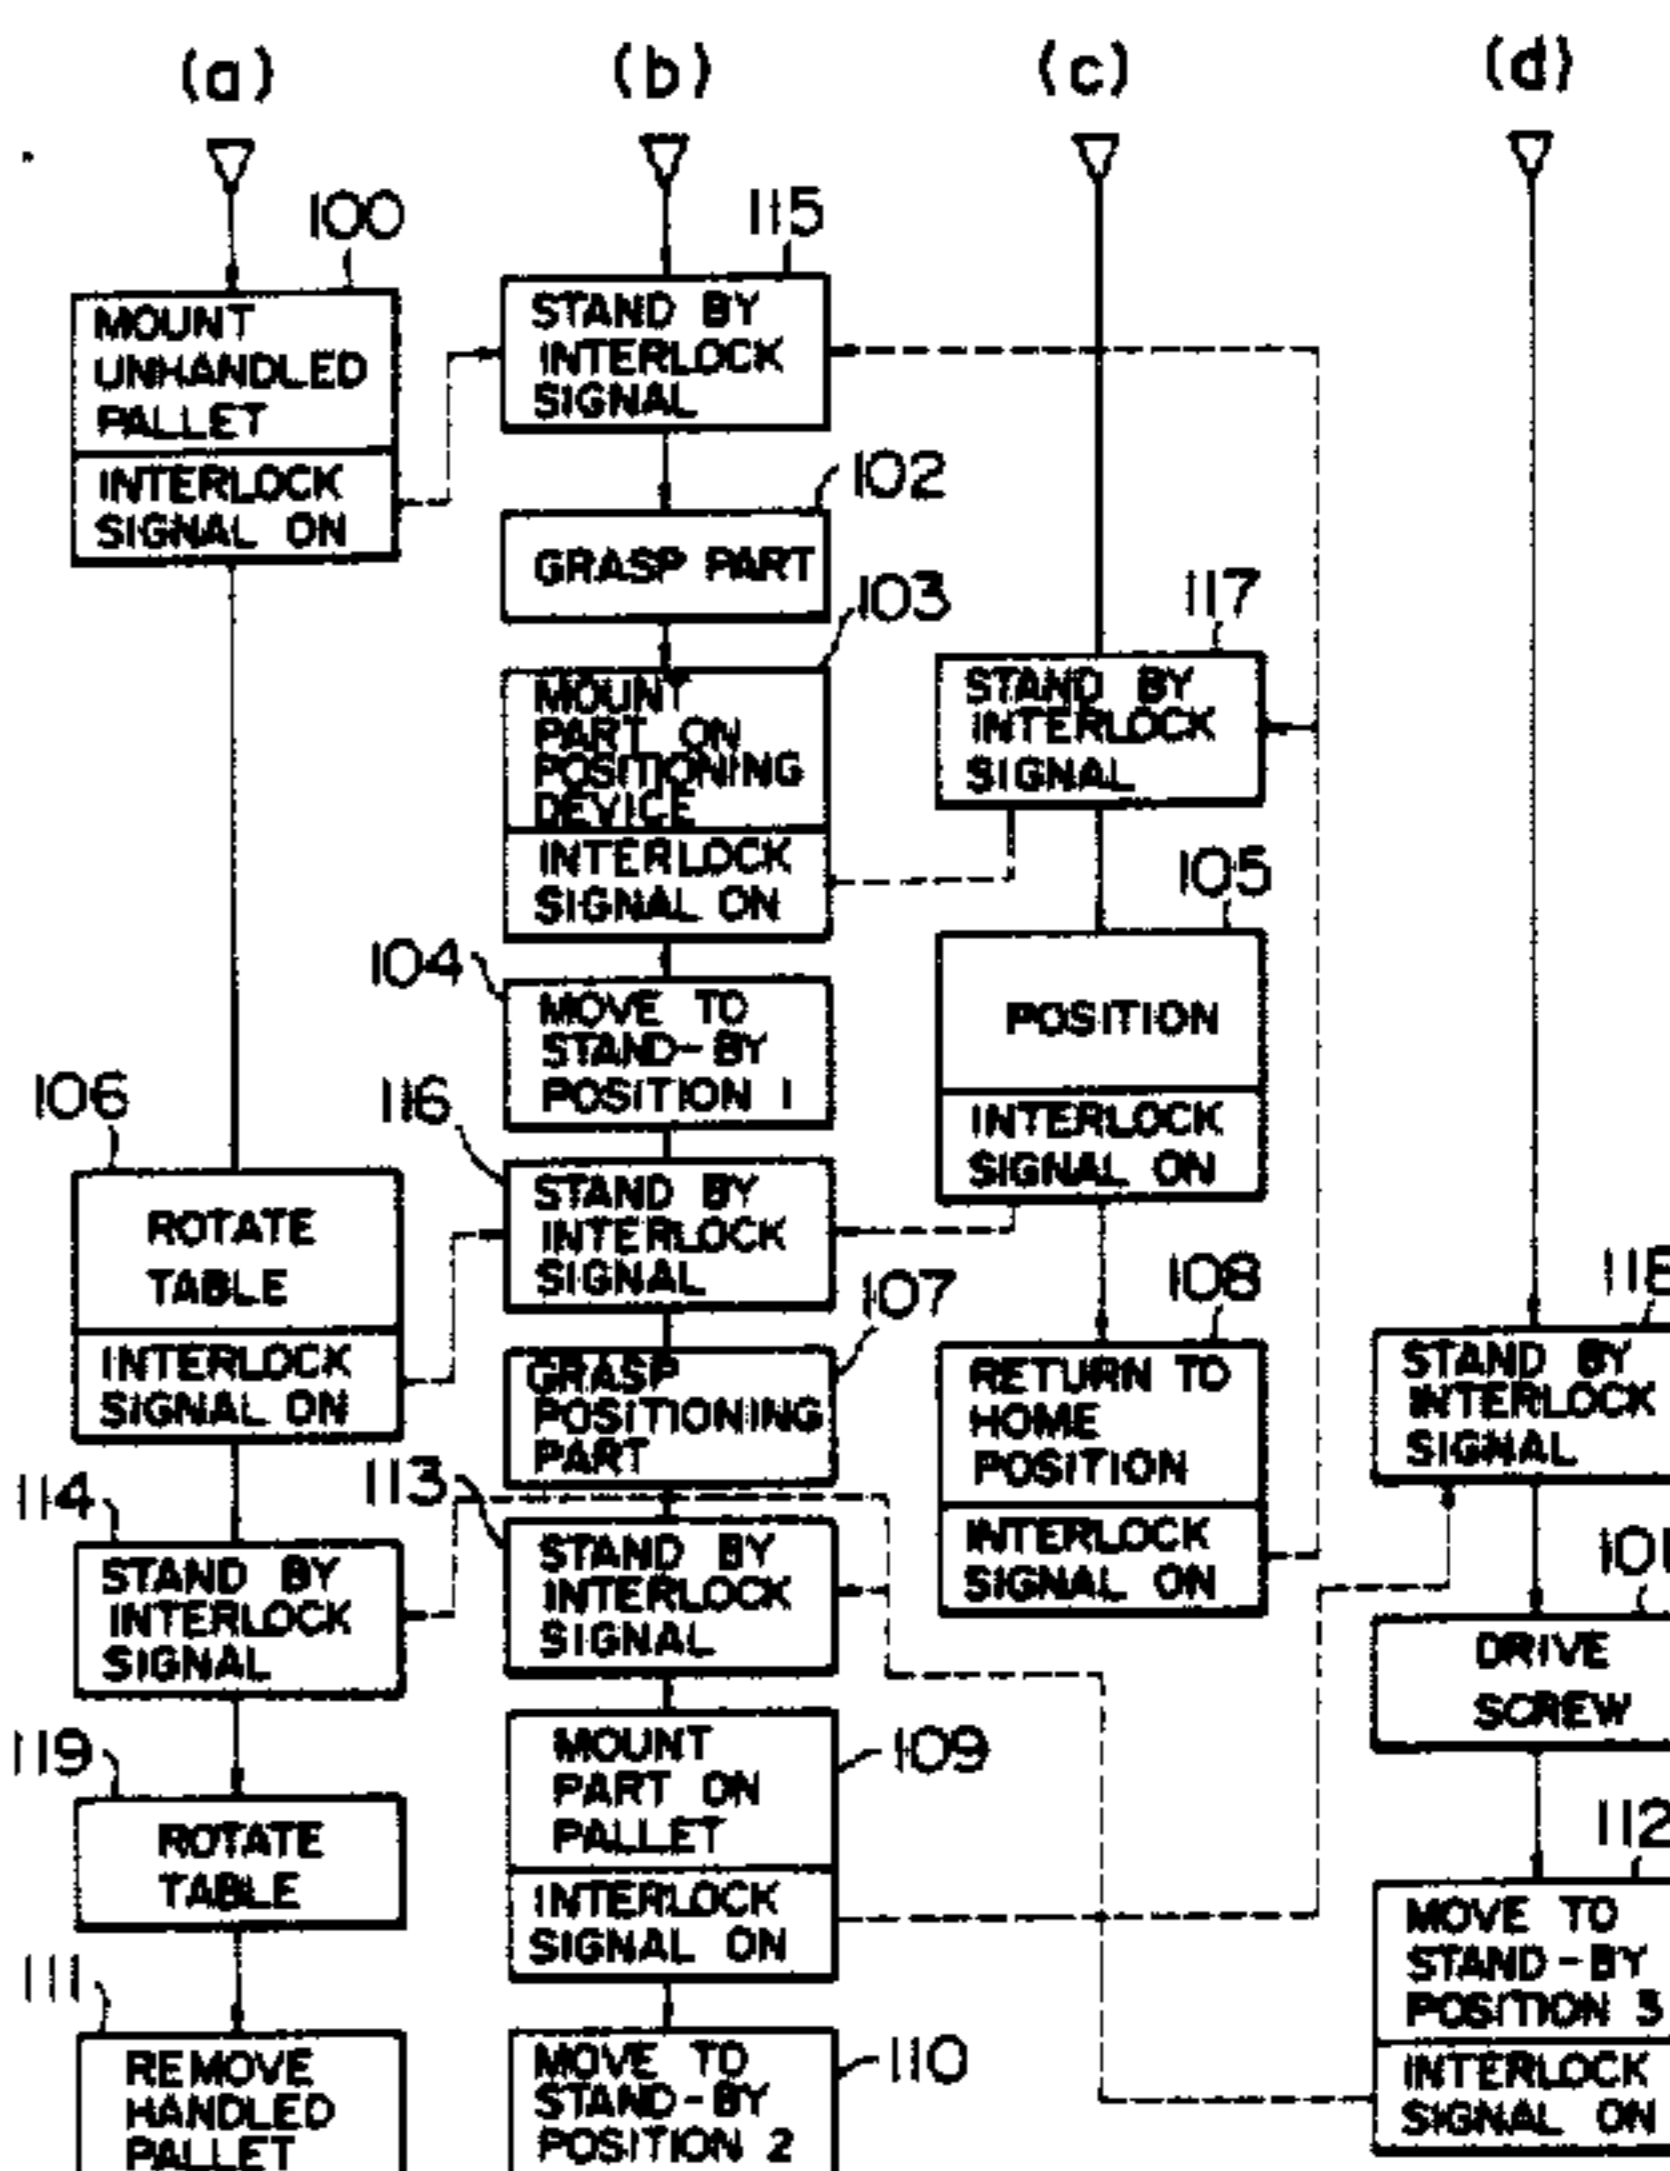 (a)
(b)
(c)
(d)
100
MOUNT
UNHANDLED
PALLET
INTERLOCK
SIGNAL ON
106
ROTATE
TABLE
INTERLOCK
SIGNAL ON
114
STAND BY
INTERLOCK
SIGNAL
119
ROTATE
TABLE
111
REMOVE
HANDLED
PALLET
115
STAND BY
INTERLOCK
SIGNAL
102
GRASP PART
103
MOUNT
PART ON
POSITIONING
DEVICE
INTERLOCK
SIGNAL ON
104
MOVE TO
STAND-BY
POSITION 1
116
STAND BY
INTERLOCK
SIGNAL
107
GRASP
POSITIONING
PART
113
STAND BY
INTERLOCK
SIGNAL
109
MOUNT
PART ON
PALLET
INTERLOCK
SIGNAL ON
110
MOVE TO
STAND-BY
POSITION 2
117
STAND BY
INTERLOCK
SIGNAL
105
POSITION
INTERLOCK
SIGNAL ON
108
RETURN TO
HOME
POSITION
INTERLOCK
SIGNAL ON
STAND BY
INTERLOCK
SIGNAL
101
DRIVE
SCREW
112
MOVE TO
STAND-BY
POSITION 3
INTERLOCK
SIGNAL ON